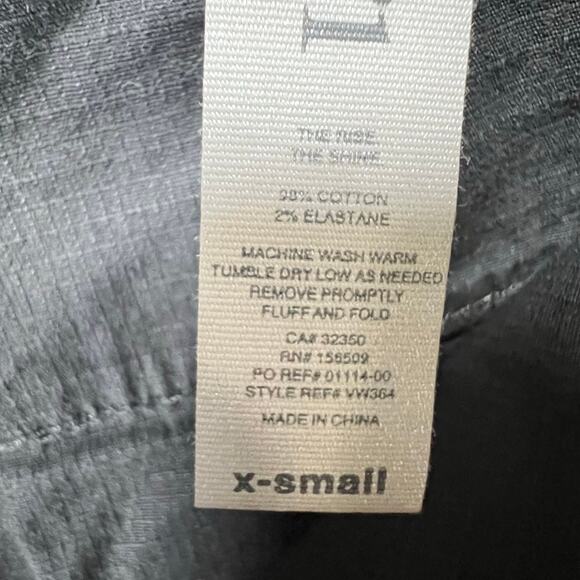 THE RISE.
THE SHINE.
98% COTTON
2% ELASTANE
MACHINE WASH WARM
TUMBLE DRY LOW AS NEEDED
REMOVE PROMPTLY
FLUFF AND FOLD
CA# 32350
RN# 156509
PO REF# 01114-00
STYLE REF# VW364
MADE IN CHINA
x-small